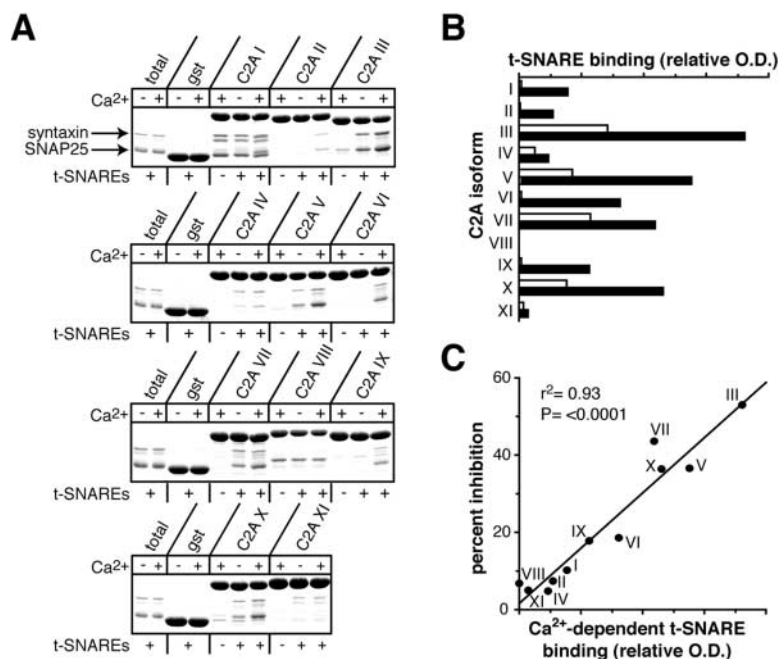 A
total gst C2A I C2A II C2A III
Ca2+ - + - + + - + + - + + - +
syntaxin
SNAP25
t-SNAREs + + - + + - + + - + +
total gst C2A IV C2A V C2A VI
Ca2+ - + - + + - + + - + + - +
t-SNAREs + + - + + - + + - + +
total gst C2A VII C2A VIII C2A IX
Ca2+ - + - + + - + + - + + - +
t-SNAREs + + - + + - + + - + +
total gst C2A X C2A XI
Ca2+ - + - + + - + + - +
t-SNAREs + + - + + - + +
B
t-SNARE binding (relative O.D.)
C2A isoform
I
II
III
IV
V
VI
VII
VIII
IX
X
XI
C
percent inhibition
60
40
20
0
r2= 0.93
P= <0.0001
III
VII
X
V
IX
VI
VIII
I
II
XI
IV
Ca2+-dependent t-SNARE
binding (relative O.D.)